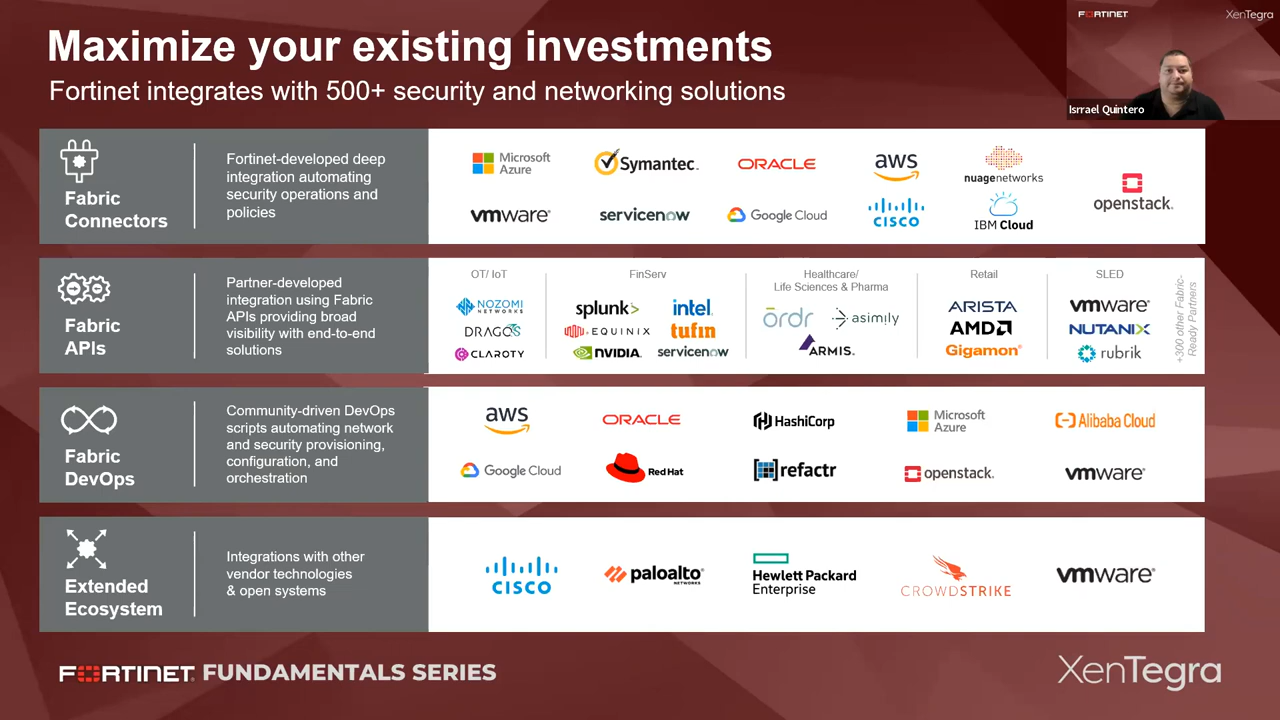 Maximize your existing investments
Fortinet integrates with 500+ security and networking solutions
FORTINET
XenTegra
Isrrael Quintero
Fabric
Connectors
Fortinet-developed deep
integration automating
security operations and
policies
Microsoft
Azure
Symantec.
ORACLE
aws
nuagenetworks
openstack.
vmware®
servicenow
Google Cloud
CISCO
IBM Cloud
Fabric
APIs
Partner-developed
integration using Fabric
APIs providing broad
visibility with end-to-end
solutions
OT/ IoT
NOZOMI
NETWORKS
DRAGOS
CLAROTY
FinServ
splunk>
intel.
EQUINIX
tufin
NVIDIA.
servicenow
Healthcare/
Life Sciences & Pharma
ordr
asimily
ARMIS.
Retail
ARISTA
AMD
Gigamon®
SLED
vmware®
NUTANIX
rubrik
+300 other Fabric-
Ready Partners
Fabric
DevOps
Community-driven DevOps
scripts automating network
and security provisioning,
configuration, and
orchestration
aws
ORACLE
HashiCorp
Microsoft
Azure
Alibaba Cloud
Google Cloud
Red Hat
refactr
openstack.
vmware®
Extended
Ecosystem
Integrations with other
vendor technologies
& open systems
CISCO
paloalto®
NETWORKS
Hewlett Packard
Enterprise
CROWDSTRIKE
vmware®
FORTINET® FUNDAMENTALS SERIES
XenTegra